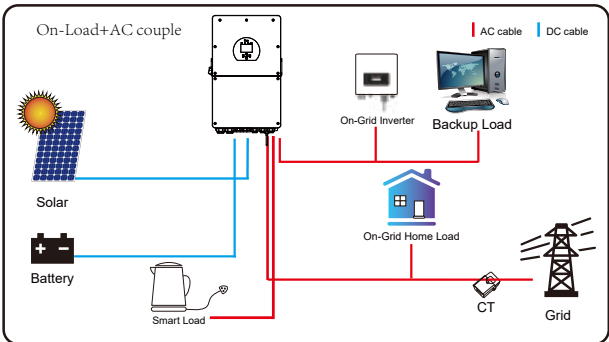 On-Load+AC couple
AC cable
DC cable
On-Grid Inverter
Backup Load
Solar
On-Grid Home Load
Battery
CT
Grid
Smart Load